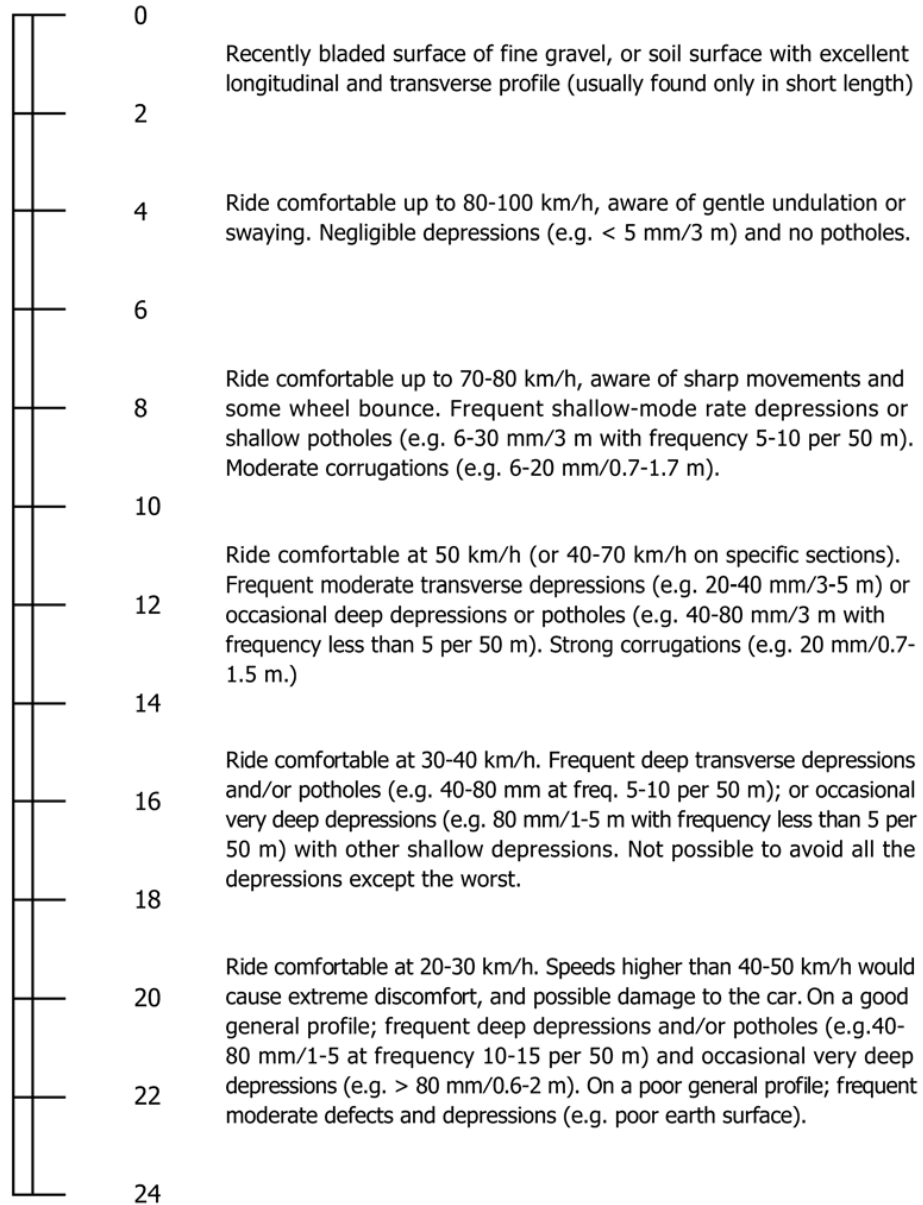 0
Recently bladed surface of fine gravel, or soil surface with excellent
longitudinal and transverse profile (usually found only in short length)
2
Ride comfortable up to 80-100 km/h, aware of gentle undulation or
4
swaying. Negligible depressions (e.g. < 5 mm/3 m) and no potholes.
6
Ride comfortable up to 70-80 km/h, aware of sharp movements and
8
some wheel bounce. Frequent shallow-mode rate depressions or
shallow potholes (e.g. 6-30 mm/3 m with frequency 5-10 per 50 m).
Moderate corrugations (e.g. 6-20 mm/0.7-1.7 m).
10
Ride comfortable at 50 km/h (or 40-70 km/h on specific sections).
Frequent moderate transverse depressions (e.g. 20-40 mm/3-5 m) or
12
occasional deep depressions or potholes (e.g. 40-80 mm/3 m with
frequency less than 5 per 50 m). Strong corrugations (e.g. 20 mm/0.7-
1.5 m.)
14
Ride comfortable at 30-40 km/h. Frequent deep transverse depressions
and/or potholes (e.g. 40-80 mm at freq. 5-10 per 50 m); or occasional
16
very deep depressions (e.g. 80 mm/1-5 m with frequency less than 5 per
50 m) with other shallow depressions. Not possible to avoid all the
depressions except the worst.
18
Ride comfortable at 20-30 km/h. Speeds higher than 40-50 km/h would
20
cause extreme discomfort, and possible damage to the car. On a good
general profile; frequent deep depressions and/or potholes (e.g.40-
80 mm/1-5 at frequency 10-15 per 50 m) and occasional very deep
22
depressions (e.g. > 80 mm/0.6-2 m). On a poor general profile; frequent
moderate defects and depressions (e.g. poor earth surface).
24